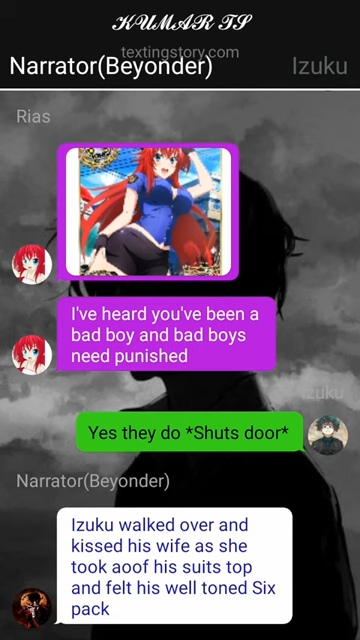 𝒦𝒰𝑀𝒜𝑅 𝒯𝒮
textingstory.com
Narrator(Beyonder)
Izuku
Rias
I've heard you've been a
bad boy and bad boys
need punished
Izuku
Yes they do *Shuts door*
Narrator(Beyonder)
Izuku walked over and
kissed his wife as she
took aoof his suits top
and felt his well toned Six
pack